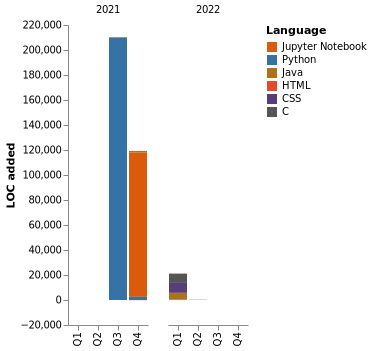 2021 2022
Language
Jupyter Notebook
Python
Java
HTML
CSS
C
LOC added
220,000
200,000
180,000
160,000
140,000
120,000
100,000
80,000
60,000
40,000
20,000
0
−20,000
Q1 Q2 Q3 Q4 Q1 Q2 Q3 Q4